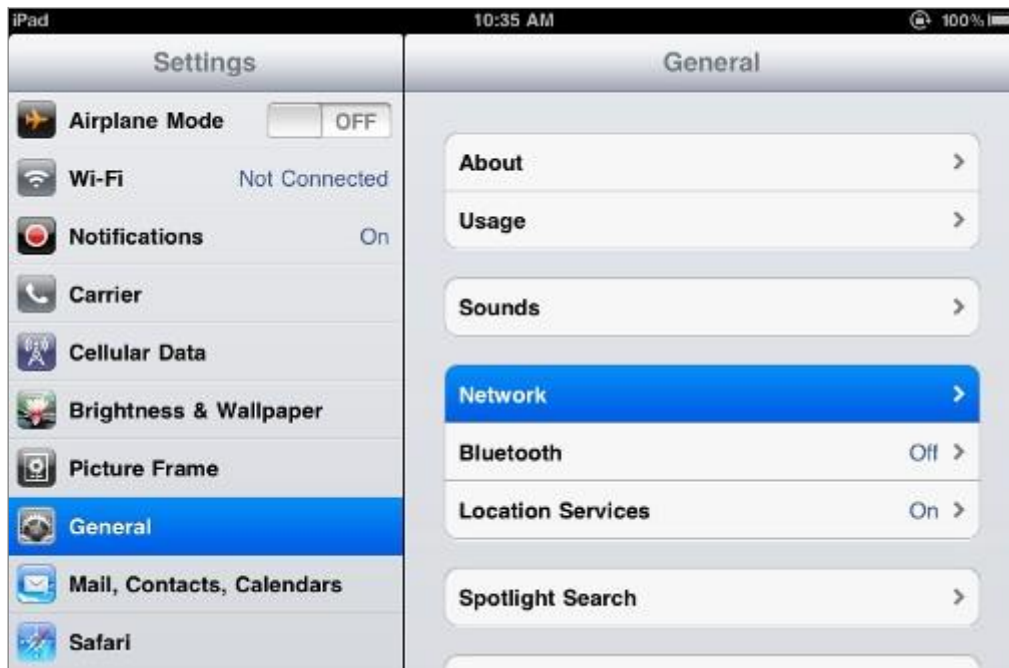 iPad 10:35 AM 100%
Settings
Airplane Mode OFF
Wi-Fi Not Connected
Notifications On
Carrier
Cellular Data
Brightness & Wallpaper
Picture Frame
General
Mail, Contacts, Calendars
Safari
General
About
Usage
Sounds
Network
Bluetooth Off
Location Services On
Spotlight Search